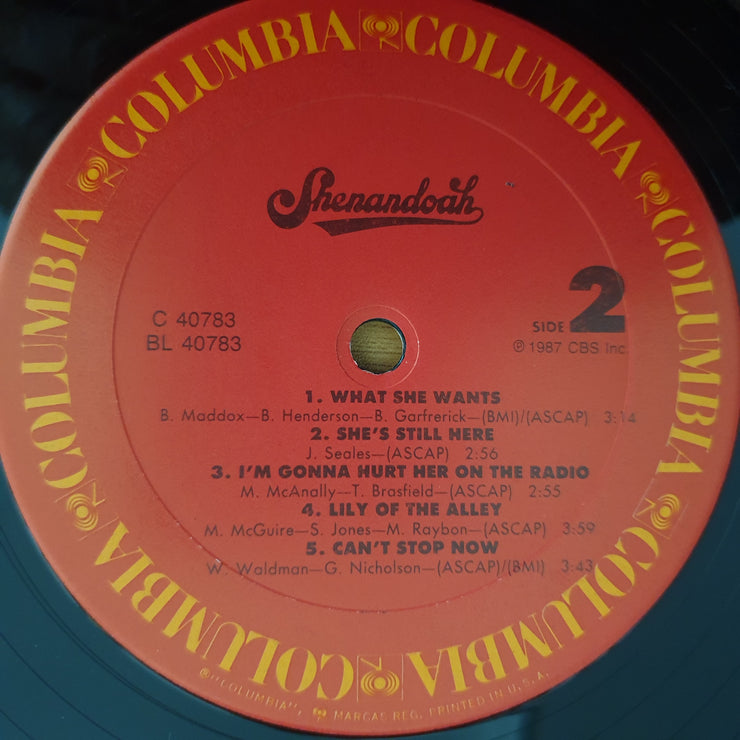 COLUMBIA COLUMBIA COLUMBIA COLUMBIA COLUMBIA COLUMBIA COLUMBIA COLUMBIA
Shenandoah
C 40783
BL 40783
SIDE 2
℗ 1987 CBS Inc.
1. WHAT SHE WANTS
B. Maddox—B. Henderson—B. Garfrerick—(BMI)/(ASCAP) 3:14
2. SHE'S STILL HERE
J. Seales—(ASCAP) 2:56
3. I'M GONNA HURT HER ON THE RADIO
M. McAnally—T. Brasfield—(ASCAP) 2:55
4. LILY OF THE ALLEY
M. McGuire—S. Jones—M. Raybon—(ASCAP) 3:59
5. CAN'T STOP NOW
W. Waldman—G. Nicholson—(ASCAP)/(BMI) 3:43
®"COLUMBIA", MARCAS REG. PRINTED IN U.S.A.